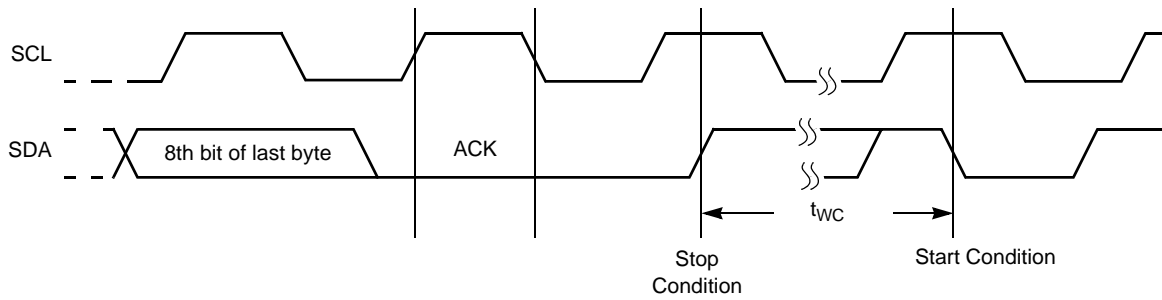 SCL
SDA
8th bit of last byte
ACK
tWC
Stop
Condition
Start Condition